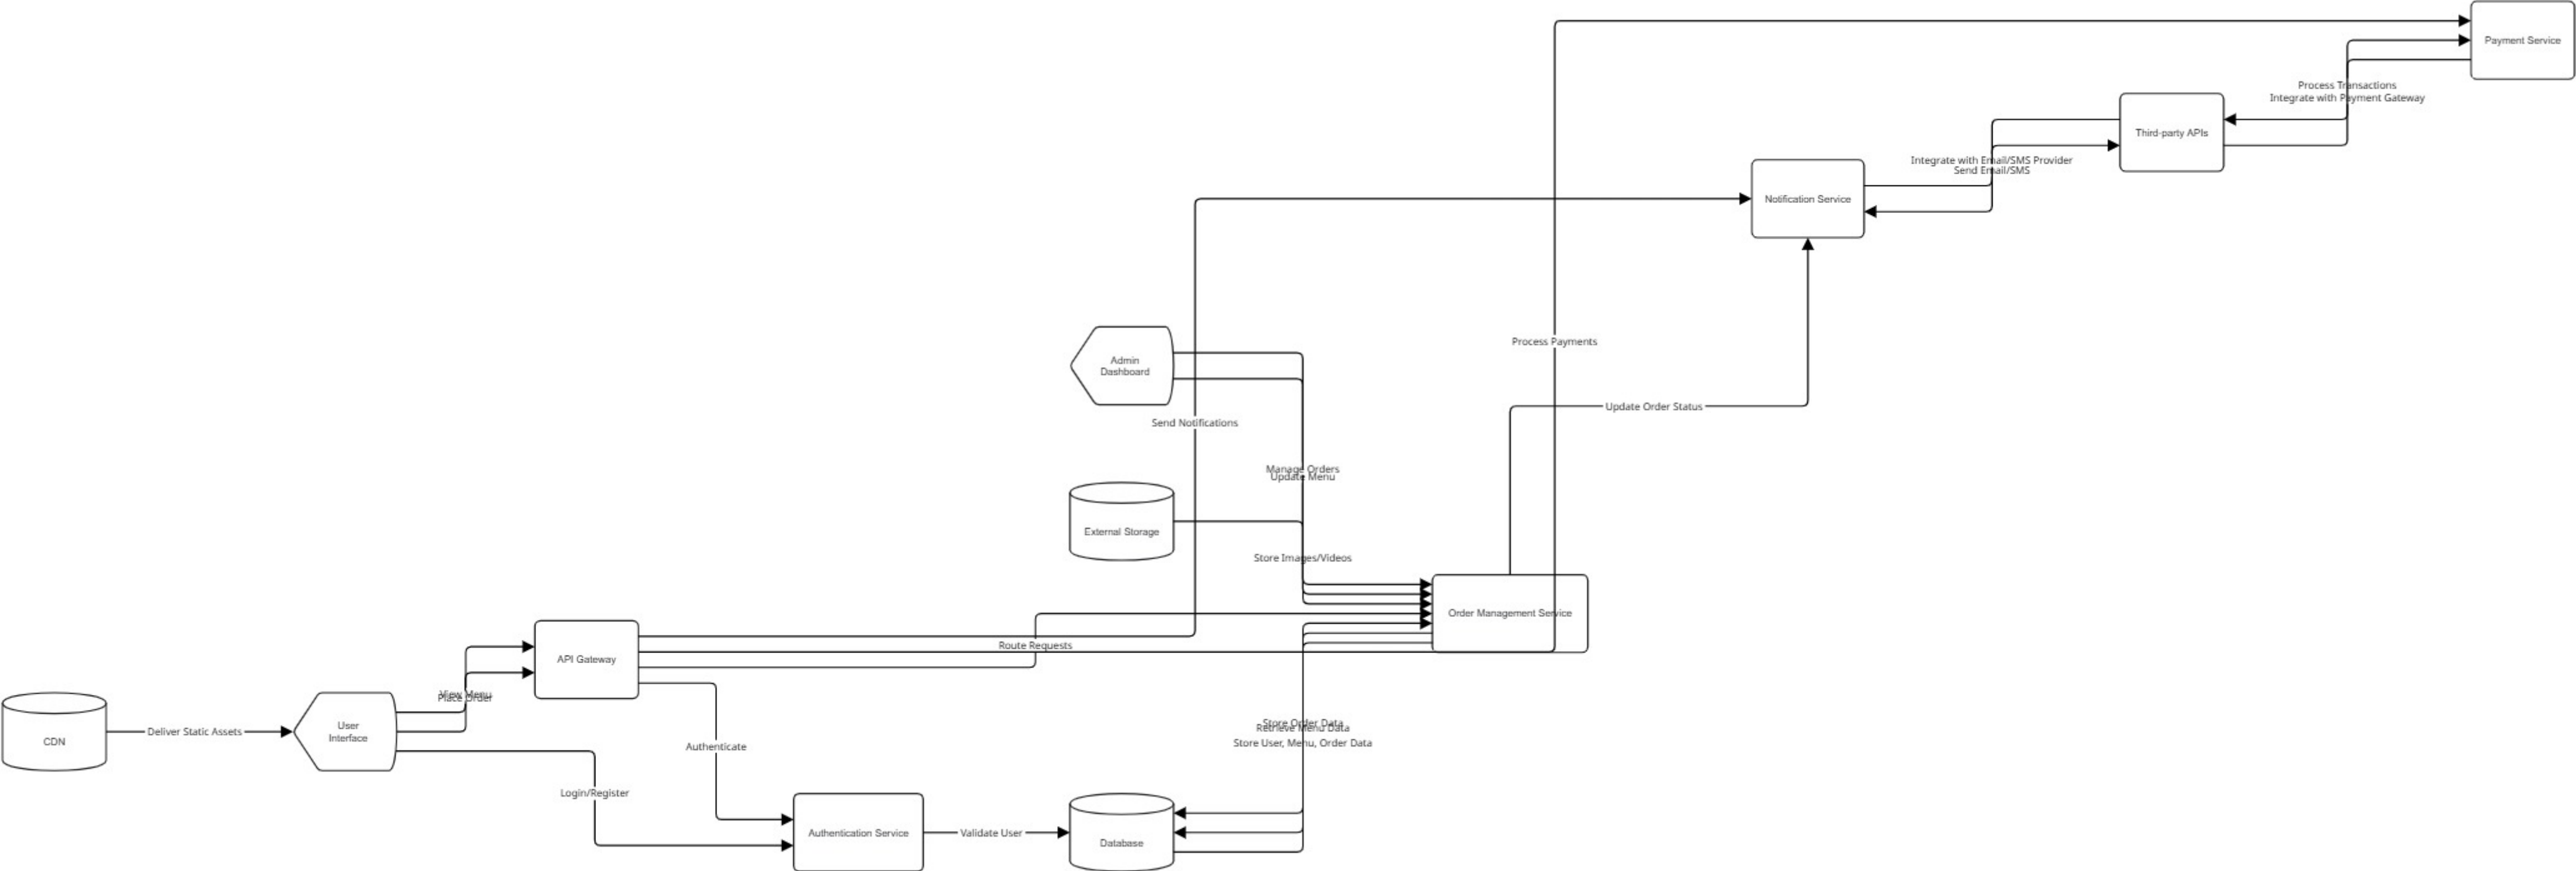 Payment Service
Process Transactions
Integrate with Payment Gateway
Third-party APIs
Integrate with Email/SMS Provider
Send Email/SMS
Notification Service
Process Payments
Admin
Dashboard
Update Order Status
Send Notifications
Manage Orders
Update Menu
External Storage
Store Images/Videos
Order Management Service
Route Requests
API Gateway
View Menu
Place Order
User
Interface
Deliver Static Assets
CDN
Store Order Data
Retrieve Menu Data
Store User, Menu, Order Data
Authenticate
Login/Register
Authentication Service
Validate User
Database